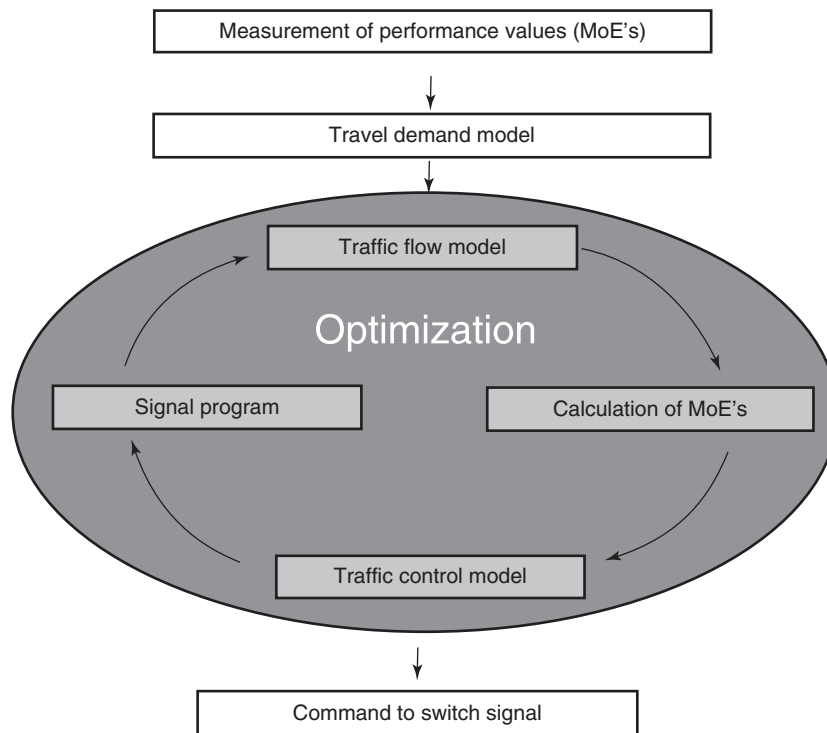 Measurement of performance values (MoE's)
Travel demand model
Traffic flow model
Optimization
Signal program
Calculation of MoE's
Traffic control model
Command to switch signal